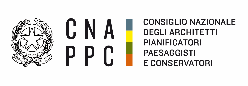 CNA
PPC
CONSIGLIO NAZIONALE
DEGLI ARCHITETTI
PIANIFICATORI
PAESAGGISTI
E CONSERVATORI